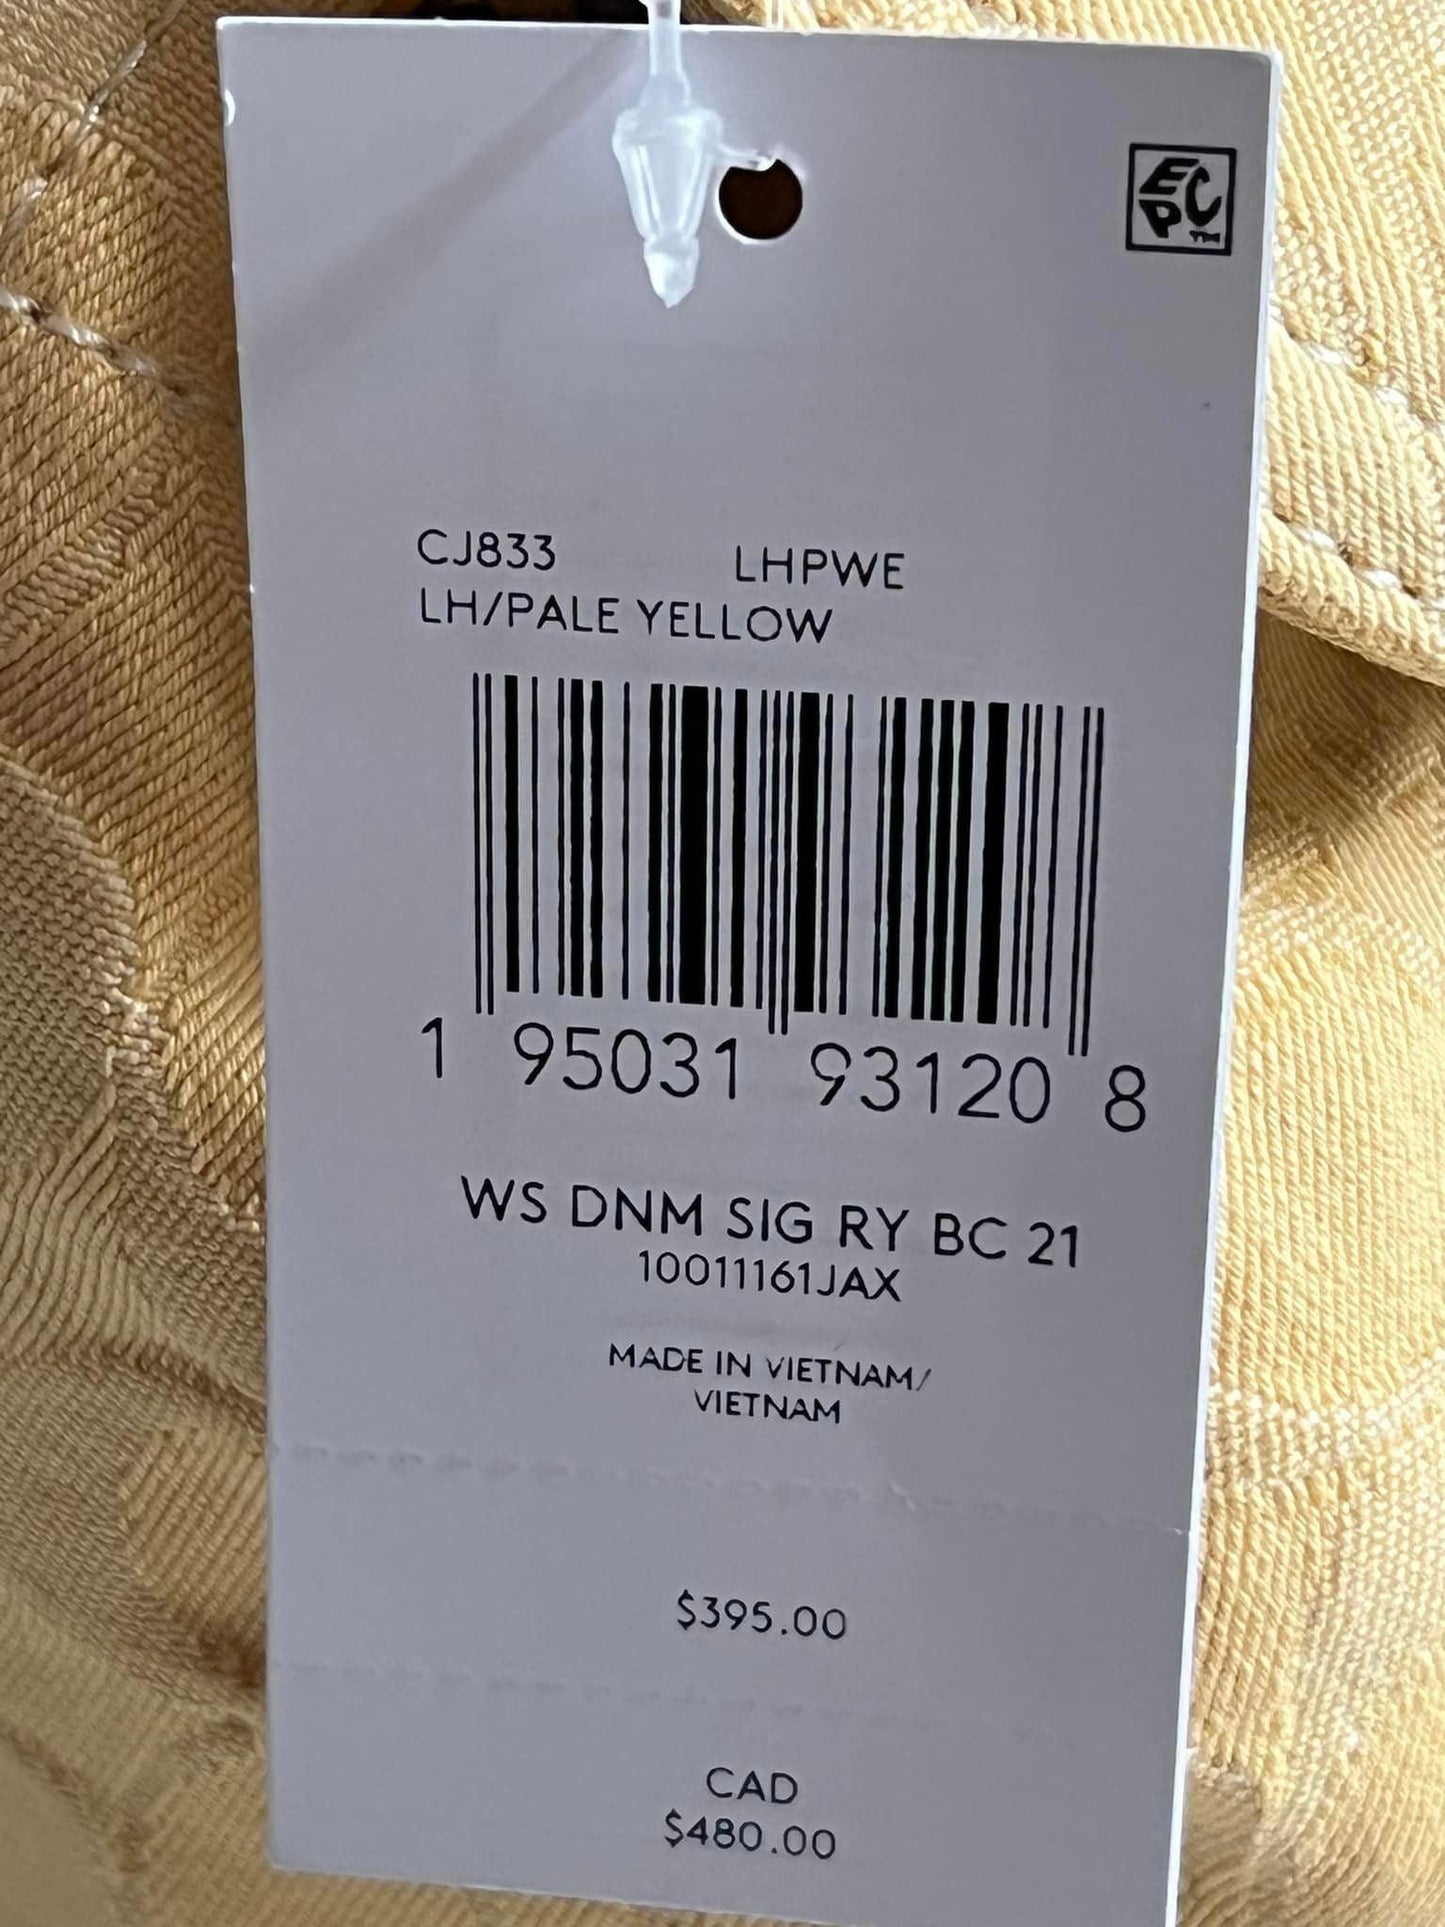 EPC™
CJ833 LHPWE
LH/PALE YELLOW
1 95031 93120 8
WS DNM SIG RY BC 21
10011161JAX
MADE IN VIETNAM/
VIETNAM
$395.00
CAD
$480.00